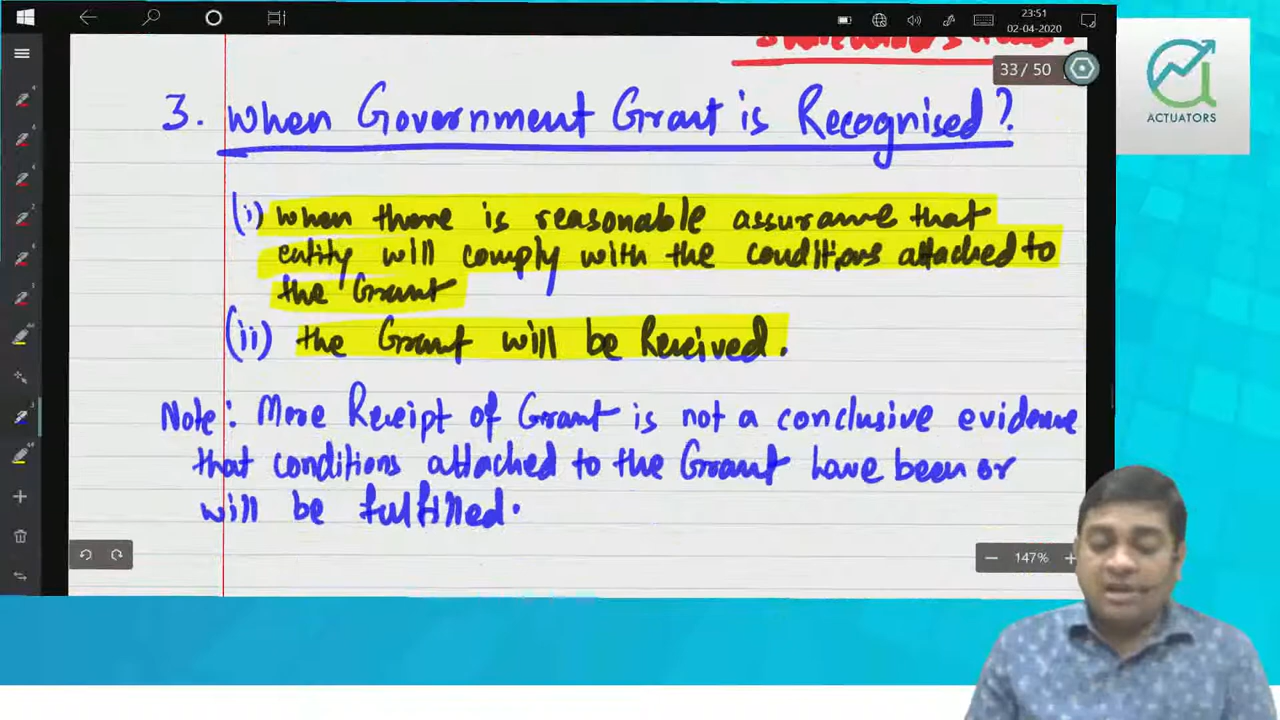 23:51
02-04-2020
33 / 50
ACTUATORS
3. When Government Grant is Recognised?
(i) When there is reasonable assurance that
entity will comply with the conditions attached to
the Grant
(ii) the Grant will be Received.
Note: Mere Receipt of Grant is not a conclusive evidence
that conditions attached to the Grant have been or
will be fulfilled.
147%